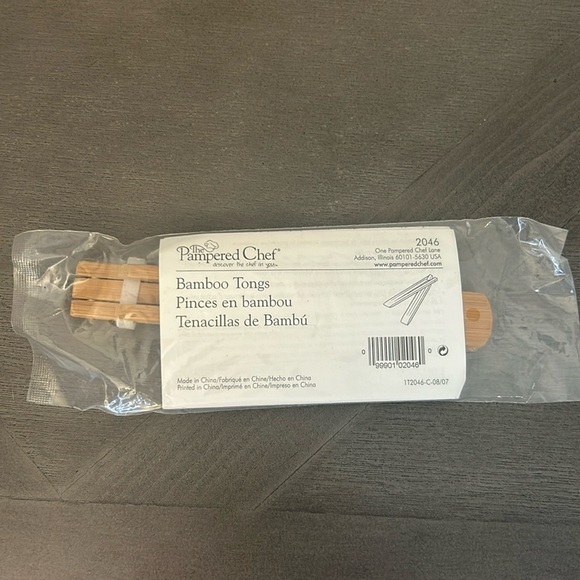 The
Pampered Chef®
discover the chef in you™
2046
One Pampered Chef Lane
Addison, Illinois 60101-5630 USA
www.pamperedchef.com
Bamboo Tongs
Pinces en bambou
Tenacillas de Bambú
0 99901 02046 0
Made in China/Fabriqué en Chine/Hecho en China
Printed in China/Imprimé en Chine/Impreso en China
1T2046-C-08/07